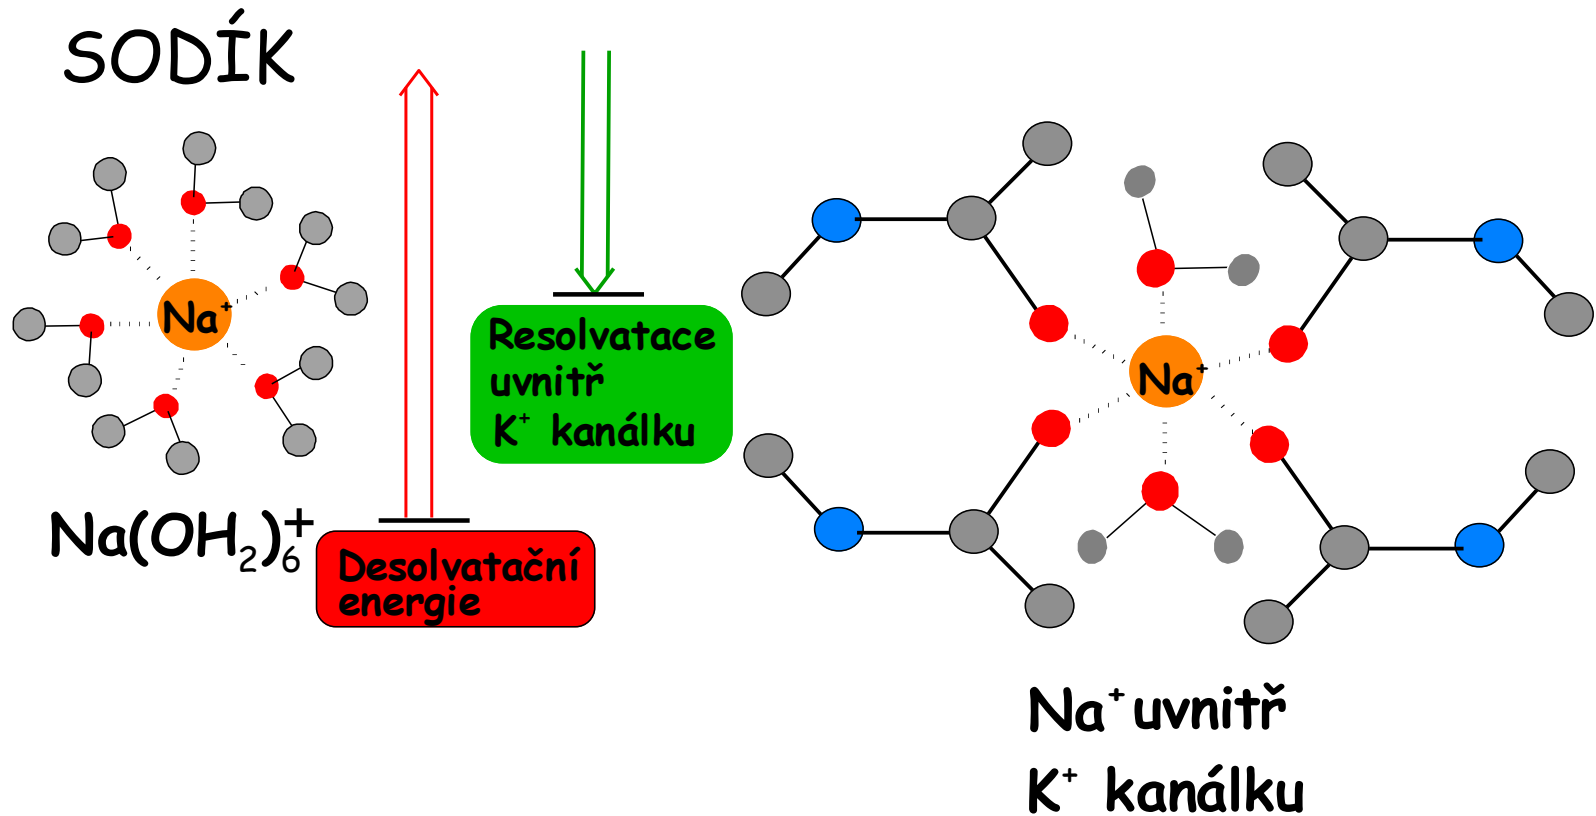 SODÍK
Na⁺
Na(OH₂)₆⁺
Desolvatační
energie
Resolvatace
uvnitř
K⁺ kanálku
Na⁺
Na⁺ uvnitř
K⁺ kanálku